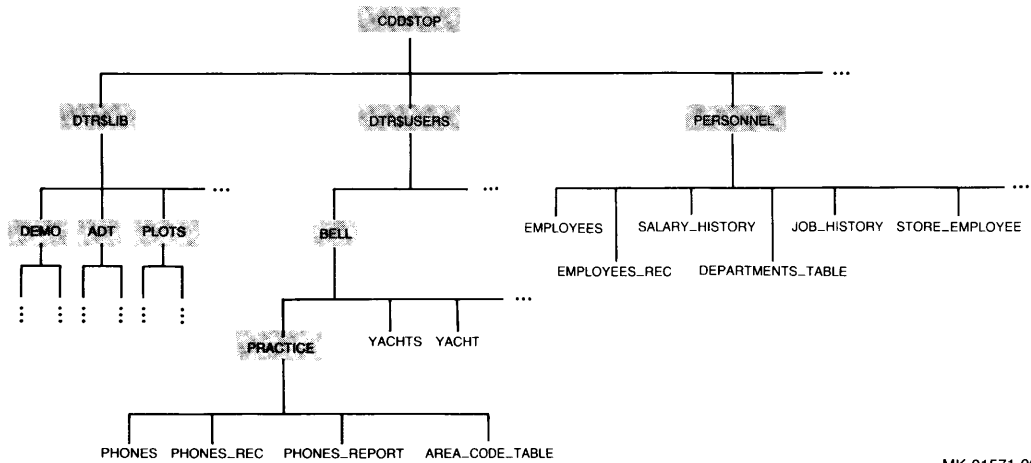 CDD$TOP
...
DTR$LIB DTR$USERS PERSONNEL
... ... ...
DEMO ADT PLOTS BELL EMPLOYEES SALARY_HISTORY JOB_HISTORY STORE_EMPLOYEE
EMPLOYEES_REC DEPARTMENTS_TABLE
...
PRACTICE YACHTS YACHT
PHONES PHONES_REC PHONES_REPORT AREA_CODE_TABLE